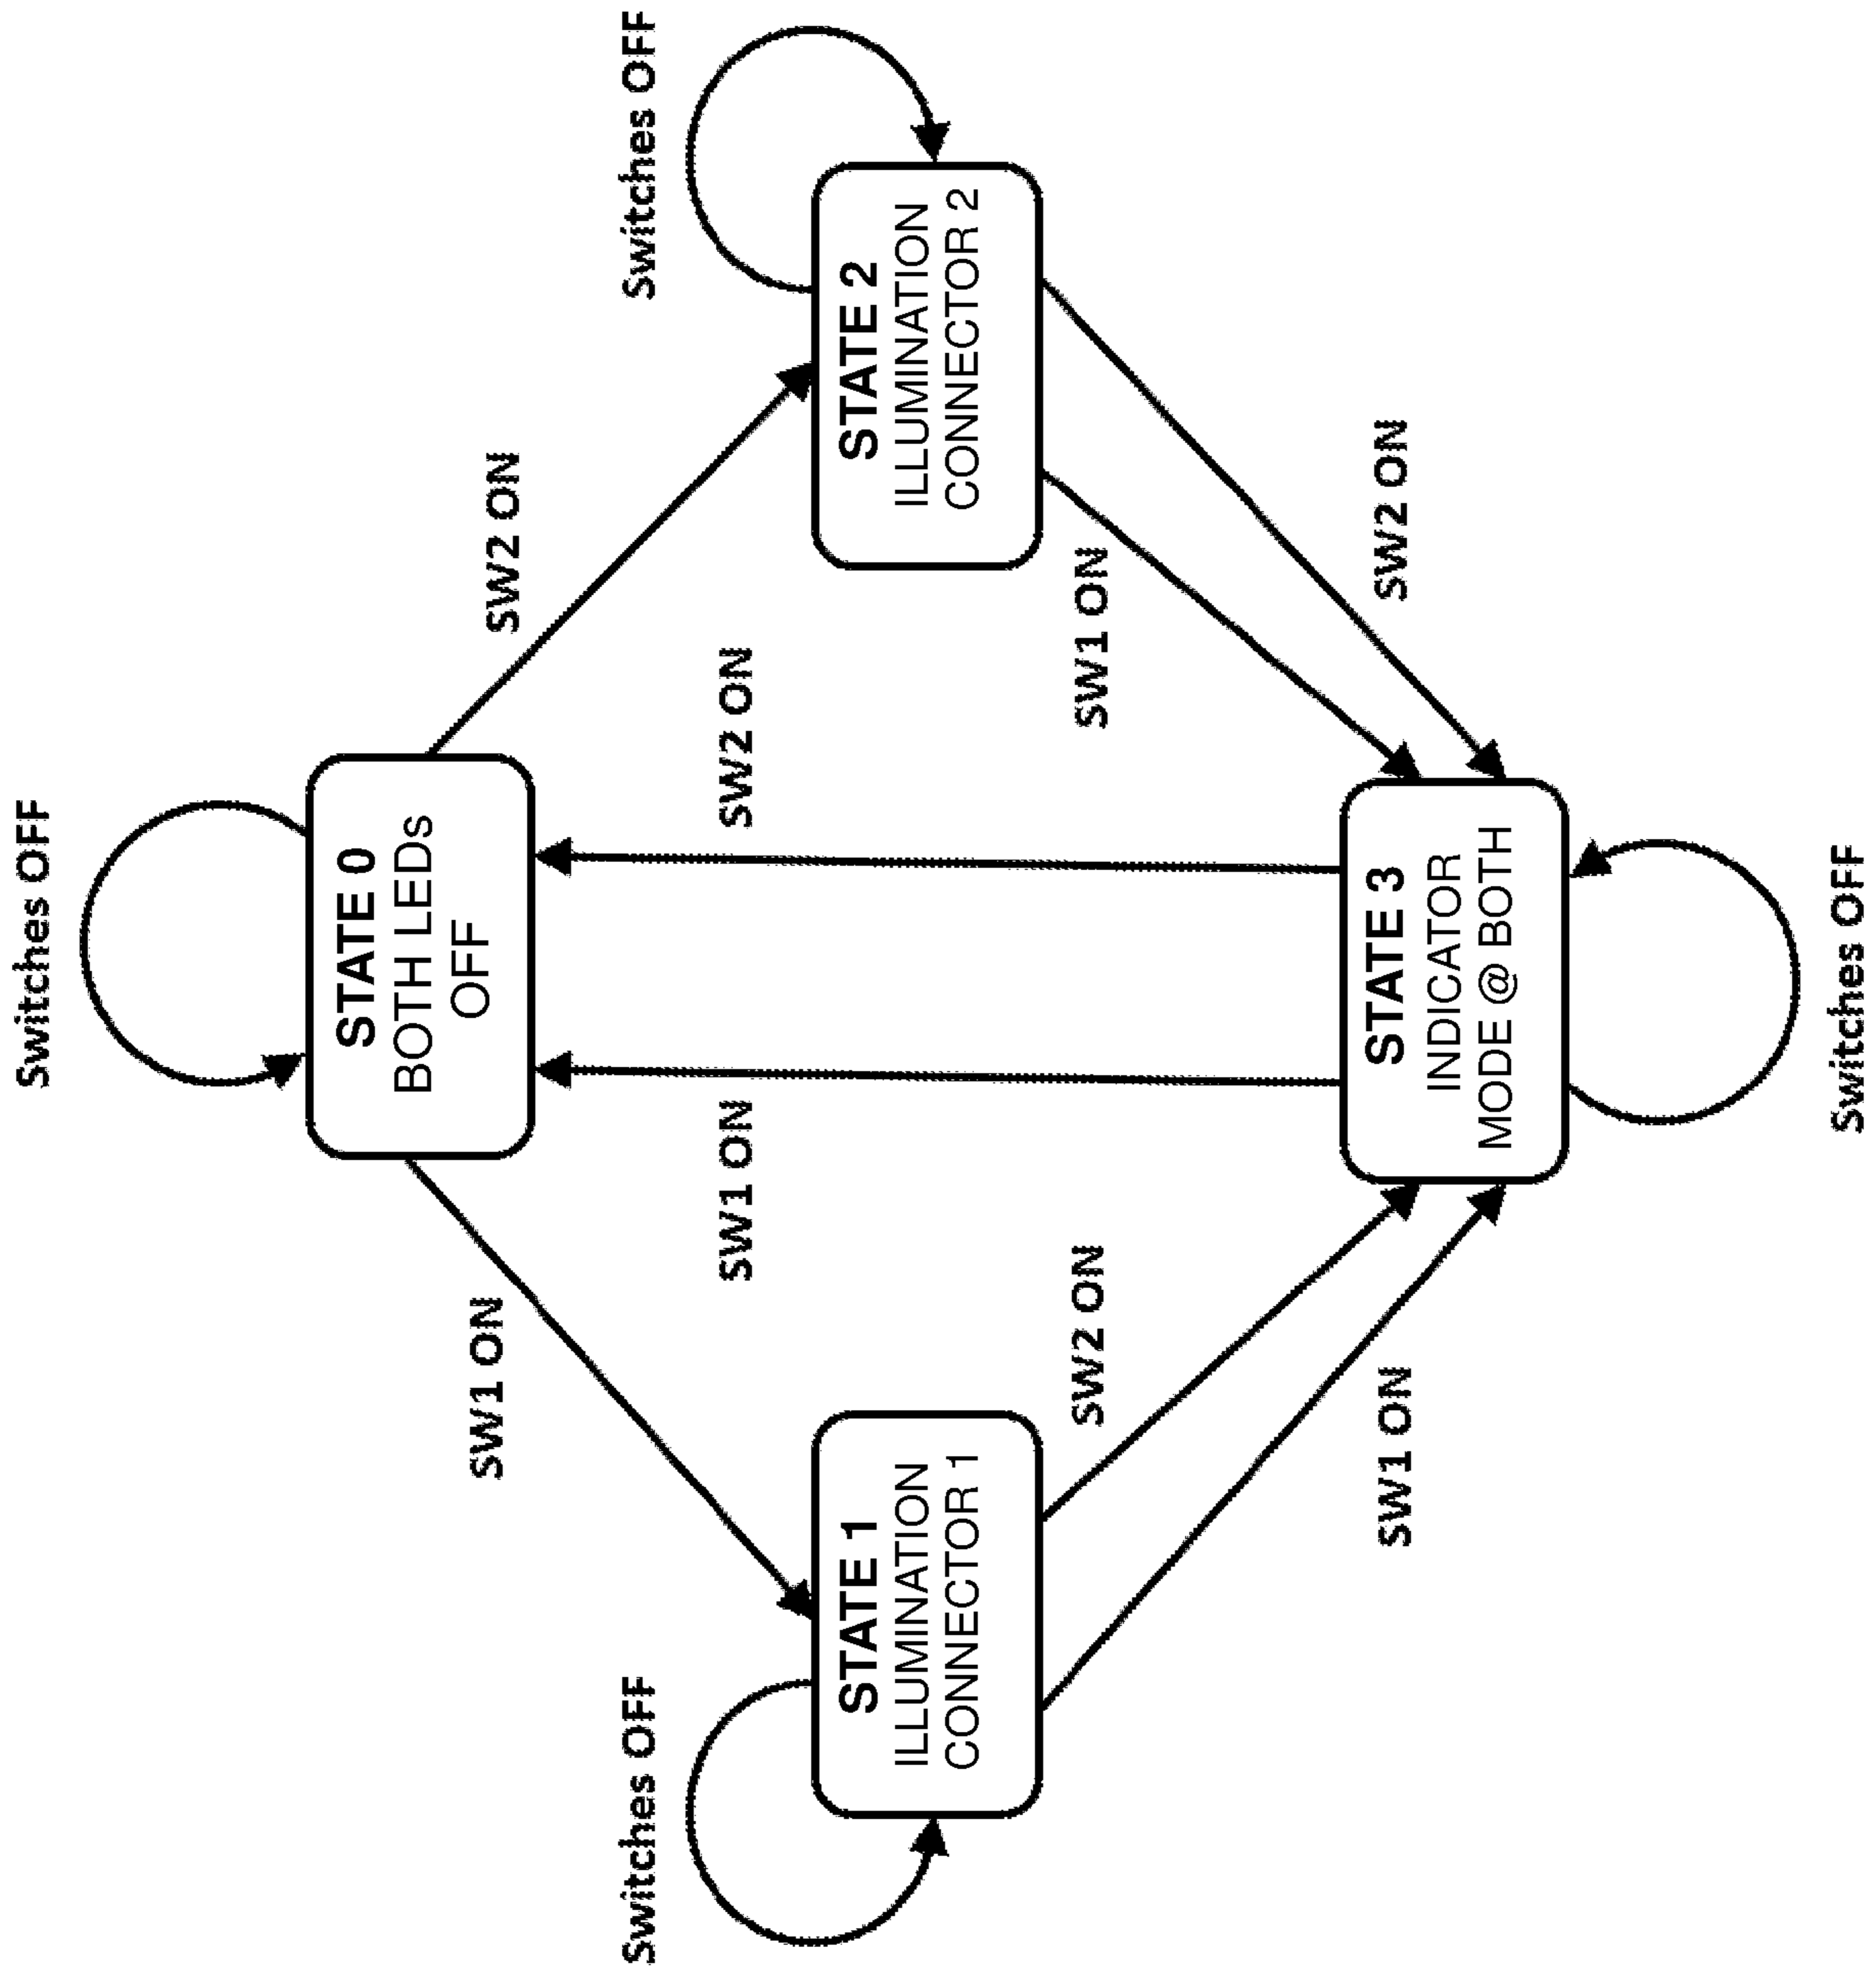 Switches OFF
STATE 0
BOTH LEDs
OFF
SW1 ON
SW2 ON
Switches OFF
Switches OFF
SW1 ON
SW2 ON
STATE 1
ILLUMINATION
CONNECTOR 1
STATE 2
ILLUMINATION
CONNECTOR 2
SW2 ON
SW1 ON
SW1 ON
SW2 ON
STATE 3
INDICATOR
MODE @ BOTH
Switches OFF